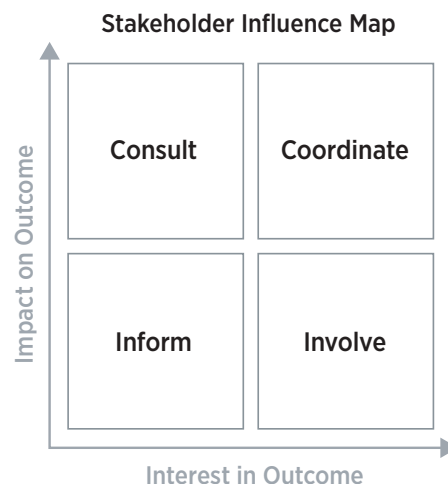 Stakeholder Influence Map
Impact on Outcome
Consult
Coordinate
Inform
Involve
Interest in Outcome